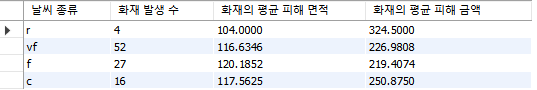 날씨 종류 화재 발생 수 화재의 평균 피해 면적 화재의 평균 피해 금액
r 4 104.0000 324.5000
vf 52 116.6346 226.9808
f 27 120.1852 219.4074
c 16 117.5625 250.8750